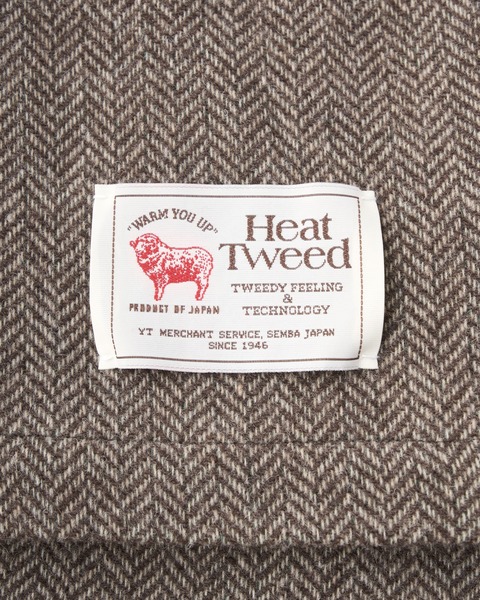 "WARM YOU UP"
Heat
Tweed
TWEEDY FEELING
&
TECHNOLOGY
PRODUCT OF JAPAN
YT MERCHANT SERVICE, SEMBA JAPAN
SINCE 1946